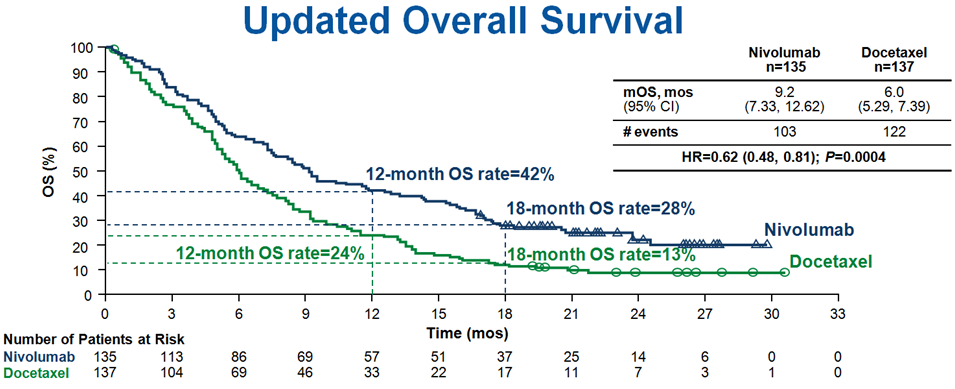 Updated Overall Survival
Nivolumab Docetaxel
n=135 n=137
mOS, mos 9.2 6.0
(95% CI) (7.33, 12.62) (5.29, 7.39)
# events 103 122
HR=0.62 (0.48, 0.81); P=0.0004
OS (%)
100
90
80
70
60
50
40
30
20
10
0
12-month OS rate=42%
18-month OS rate=28%
Nivolumab
12-month OS rate=24%
18-month OS rate=13%
Docetaxel
0 3 6 9 12 15 18 21 24 27 30 33
Time (mos)
Number of Patients at Risk
Nivolumab 135 113 86 69 57 51 37 25 14 6 0 0
Docetaxel 137 104 69 46 33 22 17 11 7 3 1 0